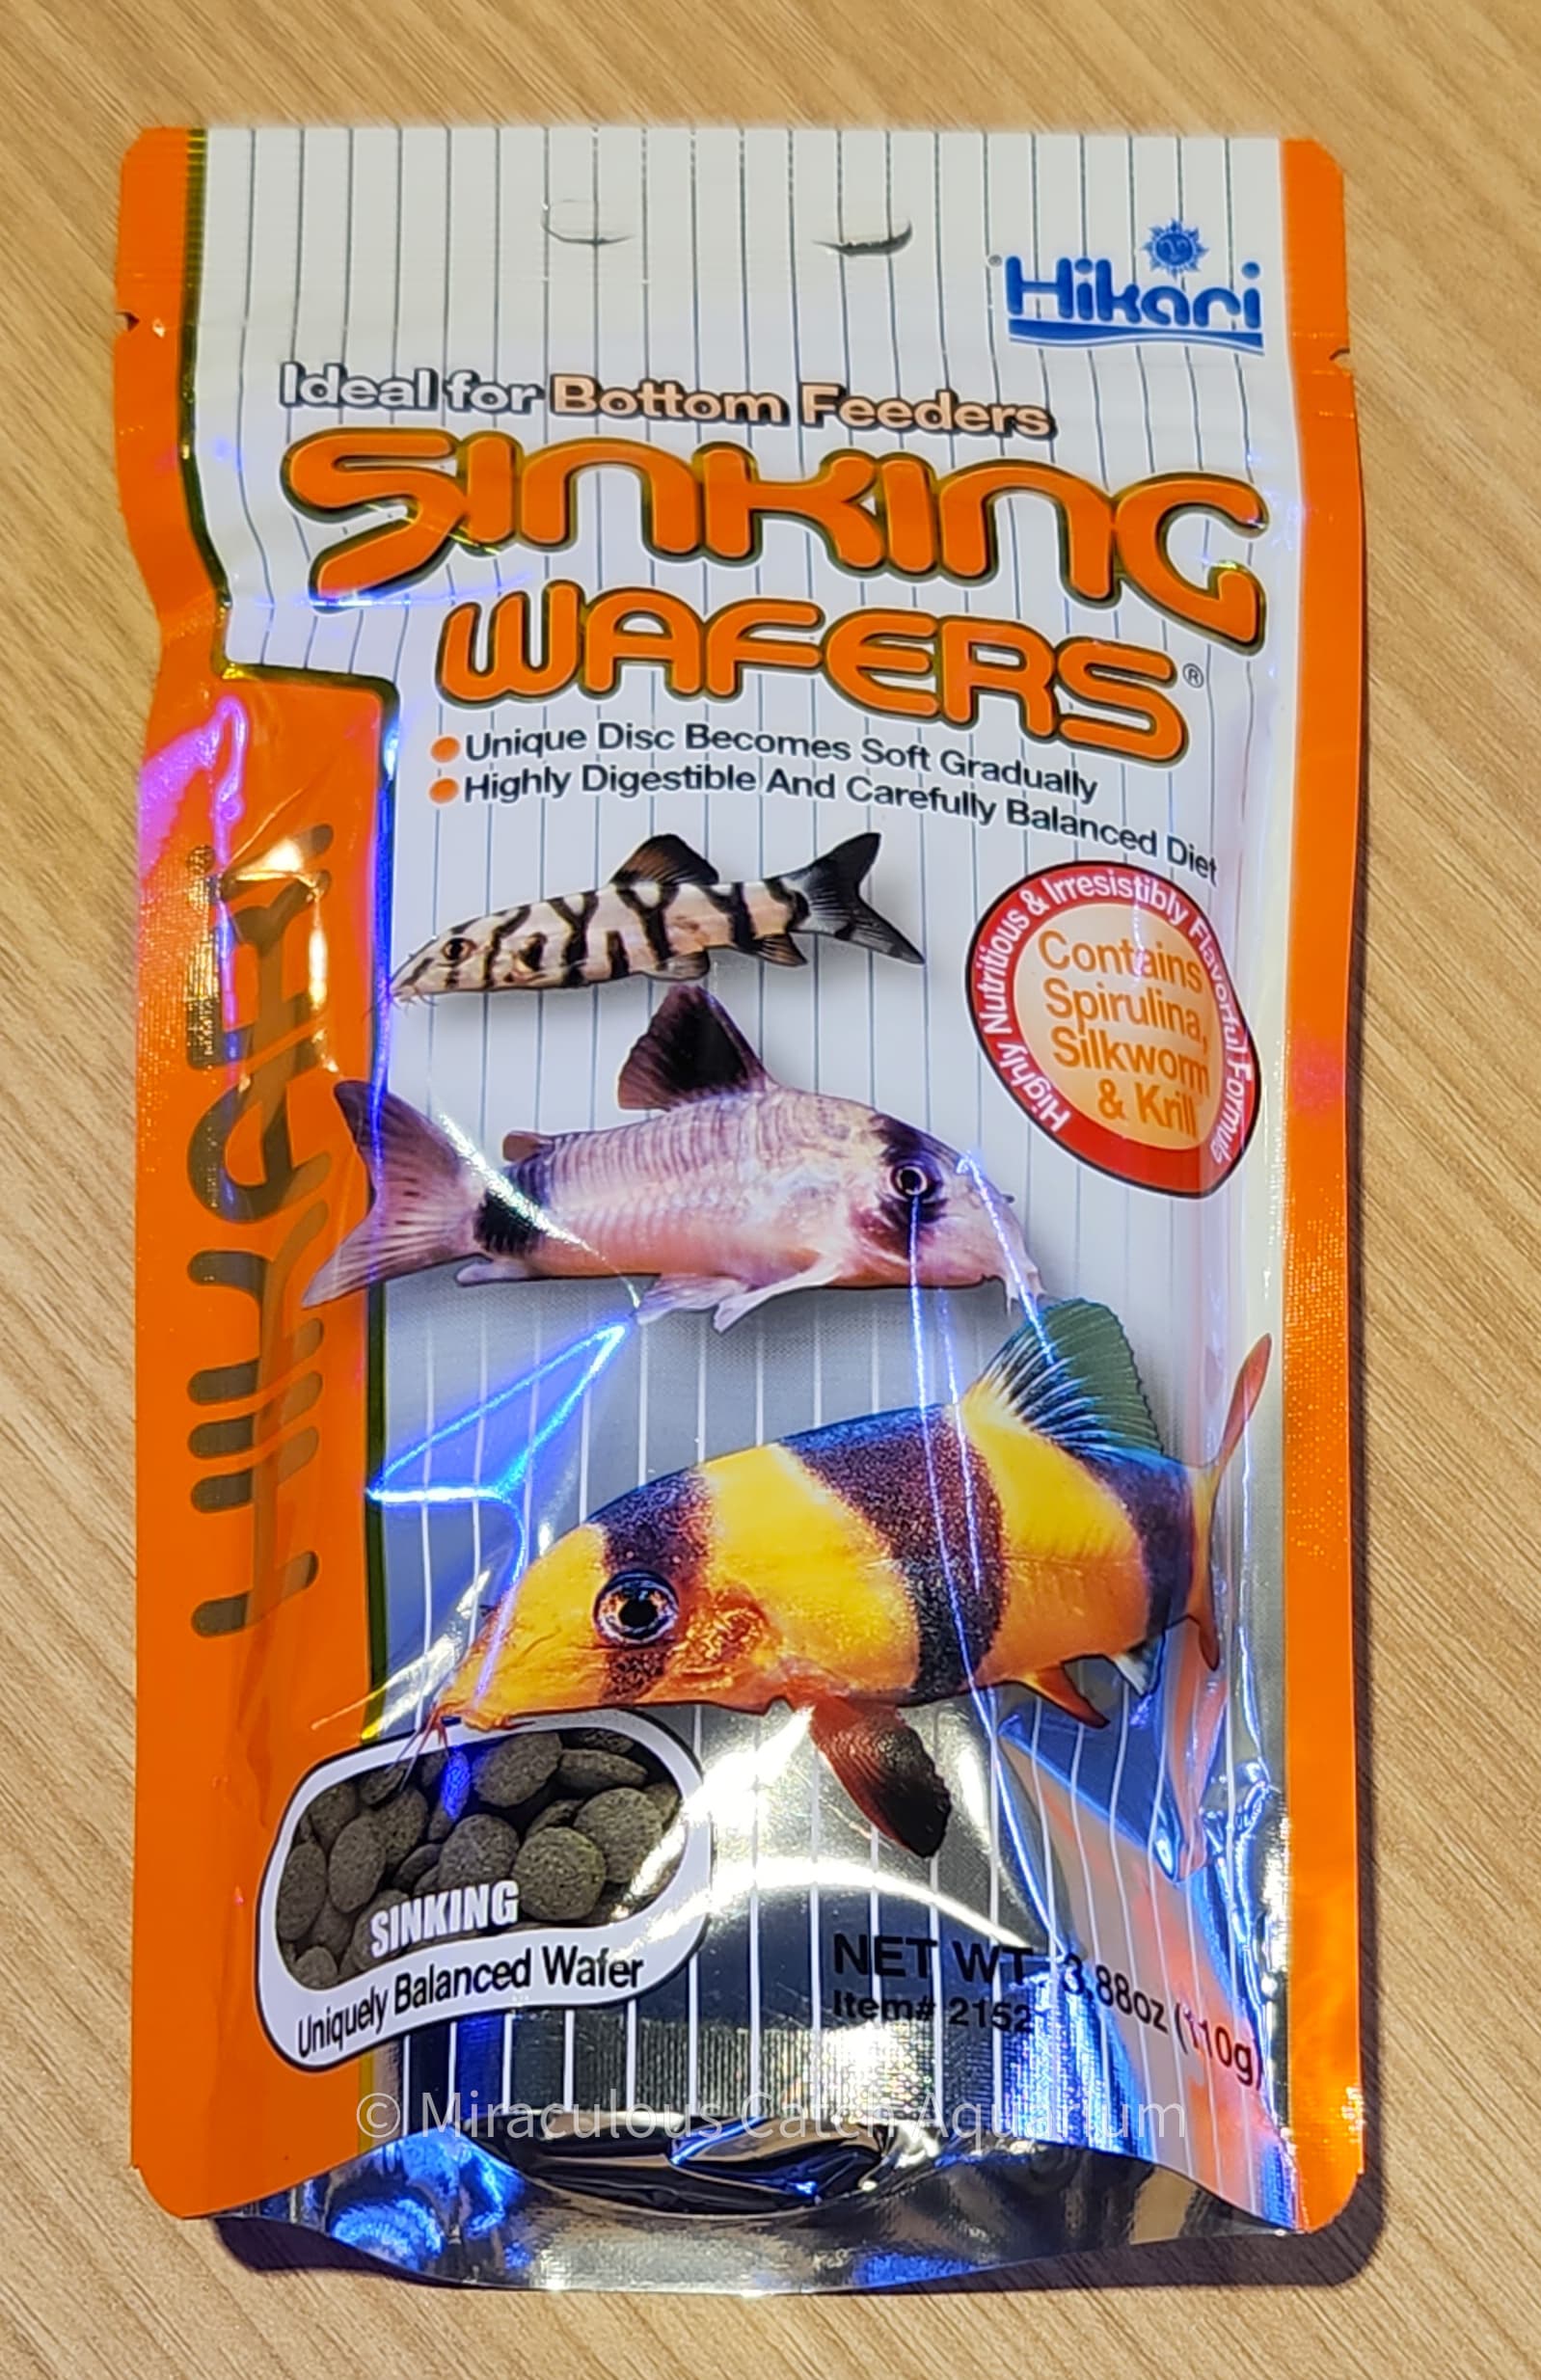 Hikari
Ideal for Bottom Feeders
SINKING
WAFERS®
Unique Disc Becomes Soft Gradually
Highly Digestible And Carefully Balanced Diet
Highly Nutritious & Irresistibly Flavorful Formula
Contains
Spirulina,
Silkworm
& Krill
HIKARI
SINKING
Uniquely Balanced Wafer
NET WT. 3.88oz (110g)
Item# 2152
© Miraculous Catch Aquarium